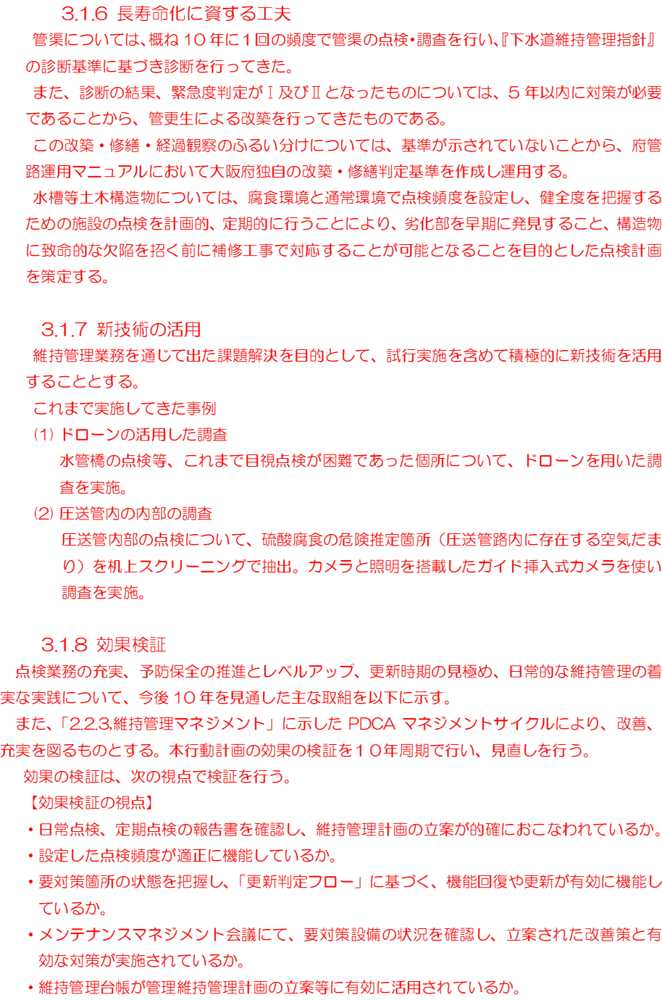 3.1.6 長寿命化に資する工夫
管渠については、概ね 10 年に１回の頻度で管渠の点検・調査を行い、『下水道維持管理指針』
の診断基準に基づき診断を行ってきた。
また、診断の結果、緊急度判定がⅠ及びⅡとなったものについては、5 年以内に対策が必要
であることから、管更生による改築を行ってきたものである。
この改築・修繕・経過観察のふるい分けについては、基準が示されていないことから、府管
路運用マニュアルにおいて大阪府独自の改築・修繕判定基準を作成し運用する。
水槽等土木構造物については、腐食環境と通常環境で点検頻度を設定し、健全度を把握する
ための施設の点検を計画的、定期的に行うことにより、劣化部を早期に発見すること、構造物
に致命的な欠陥を招く前に補修工事で対応することが可能となることを目的とした点検計画
を策定する。
3.1.7 新技術の活用
維持管理業務を通じて出た課題解決を目的として、試行実施を含めて積極的に新技術を活用
することとする。
これまで実施してきた事例
(1) ドローンの活用した調査
水管橋の点検等、これまで目視点検が困難であった個所について、ドローンを用いた調
査を実施。
(2) 圧送管内の内部の調査
圧送管内部の点検について、硫酸腐食の危険推定箇所（圧送管路内に存在する空気だま
り）を机上スクリーニングで抽出。カメラと照明を搭載したガイド挿入式カメラを使い
調査を実施。
3.1.8 効果検証
点検業務の充実、予防保全の推進とレベルアップ、更新時期の見極め、日常的な維持管理の着
実な実践について、今後 10 年を見通した主な取組を以下に示す。
また、「2.2.3.維持管理マネジメント」に示した PDCA マネジメントサイクルにより、改善、
充実を図るものとする。本行動計画の効果の検証を１０年周期で行い、見直しを行う。
効果の検証は、次の視点で検証を行う。
【効果検証の視点】
・日常点検、定期点検の報告書を確認し、維持管理計画の立案が的確におこなわれているか。
・設定した点検頻度が適正に機能しているか。
・要対策箇所の状態を把握し、「更新判定フロー」に基づく、機能回復や更新が有効に機能し
ているか。
・メンテナンスマネジメント会議にて、要対策設備の状況を確認し、立案された改善策と有
効な対策が実施されているか。
・維持管理台帳が管理維持管理計画の立案等に有効に活用されているか。